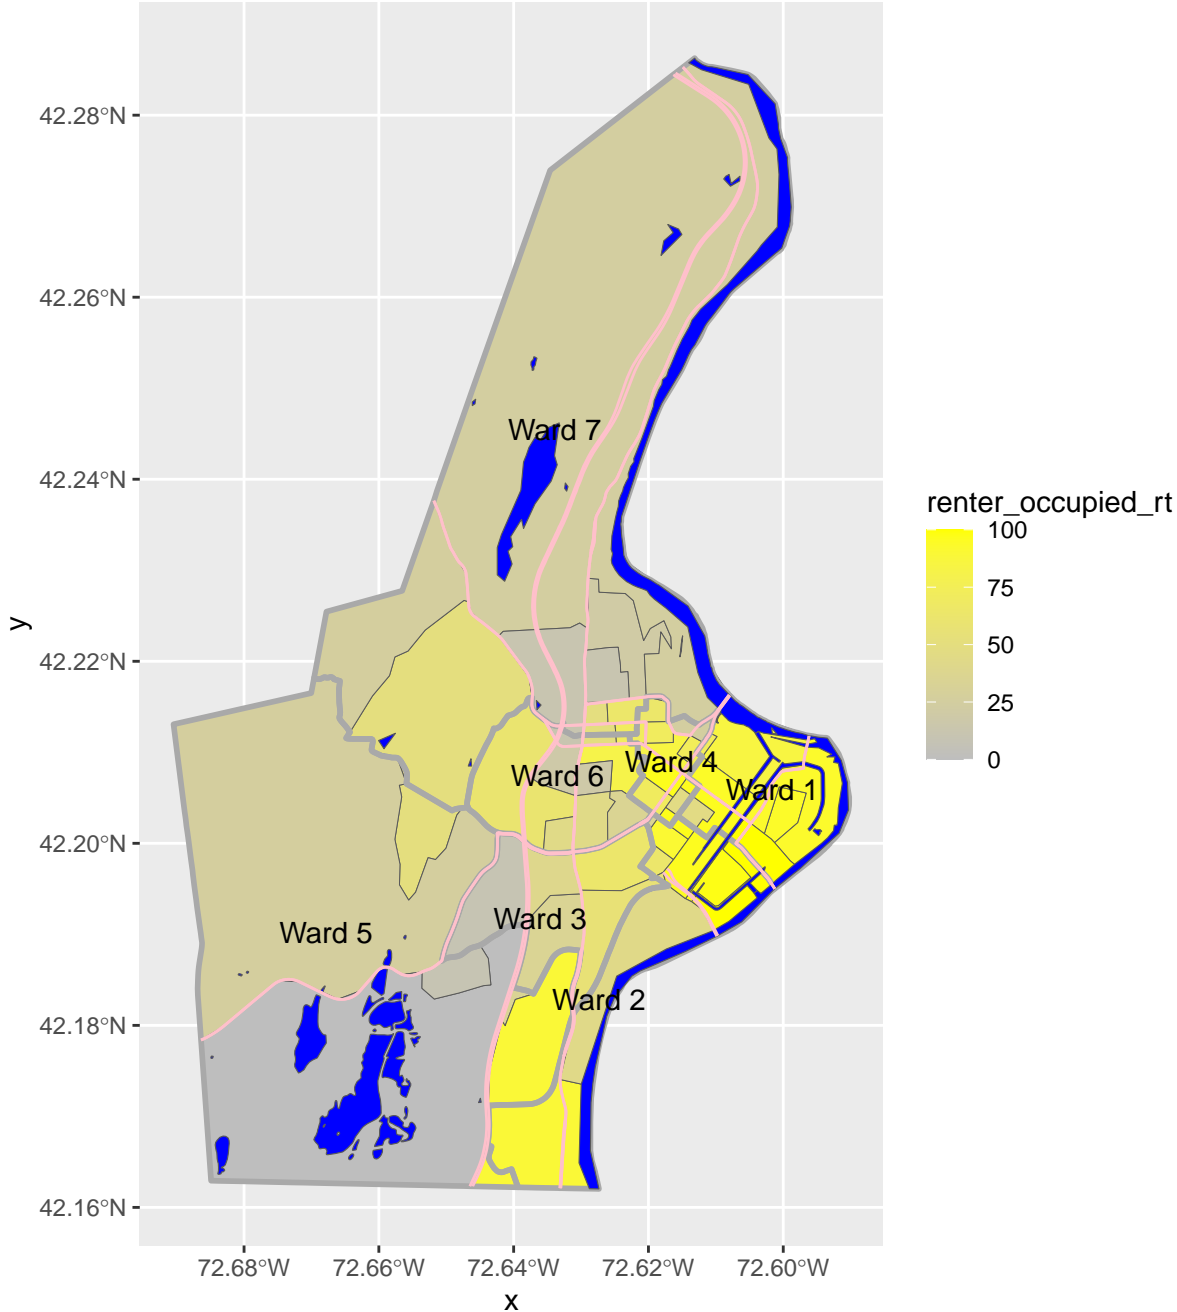 42.28°N
42.26°N
42.24°N
42.22°N
42.20°N
42.18°N
42.16°N
y
Ward 7
Ward 6
Ward 4
Ward 1
Ward 5
Ward 3
Ward 2
72.68°W
72.66°W
72.64°W
72.62°W
72.60°W
x
renter_occupied_rt
100
75
50
25
0